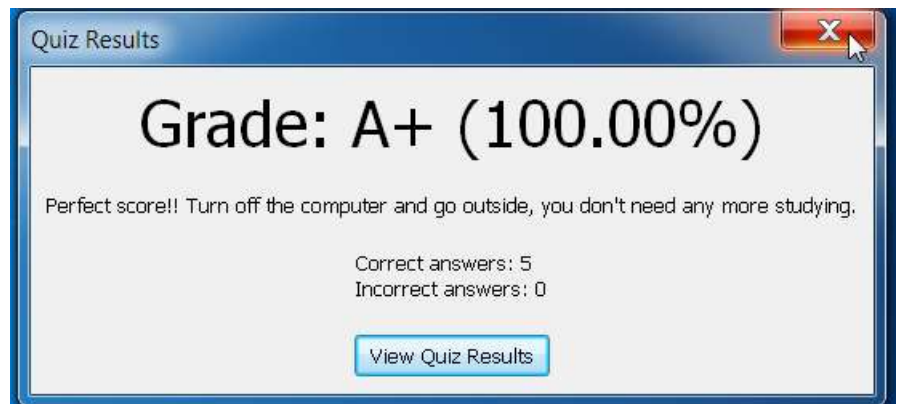 Quiz Results
Grade: A+ (100.00%)
Perfect score!! Turn off the computer and go outside, you don't need any more studying.
Correct answers: 5
Incorrect answers: 0
View Quiz Results